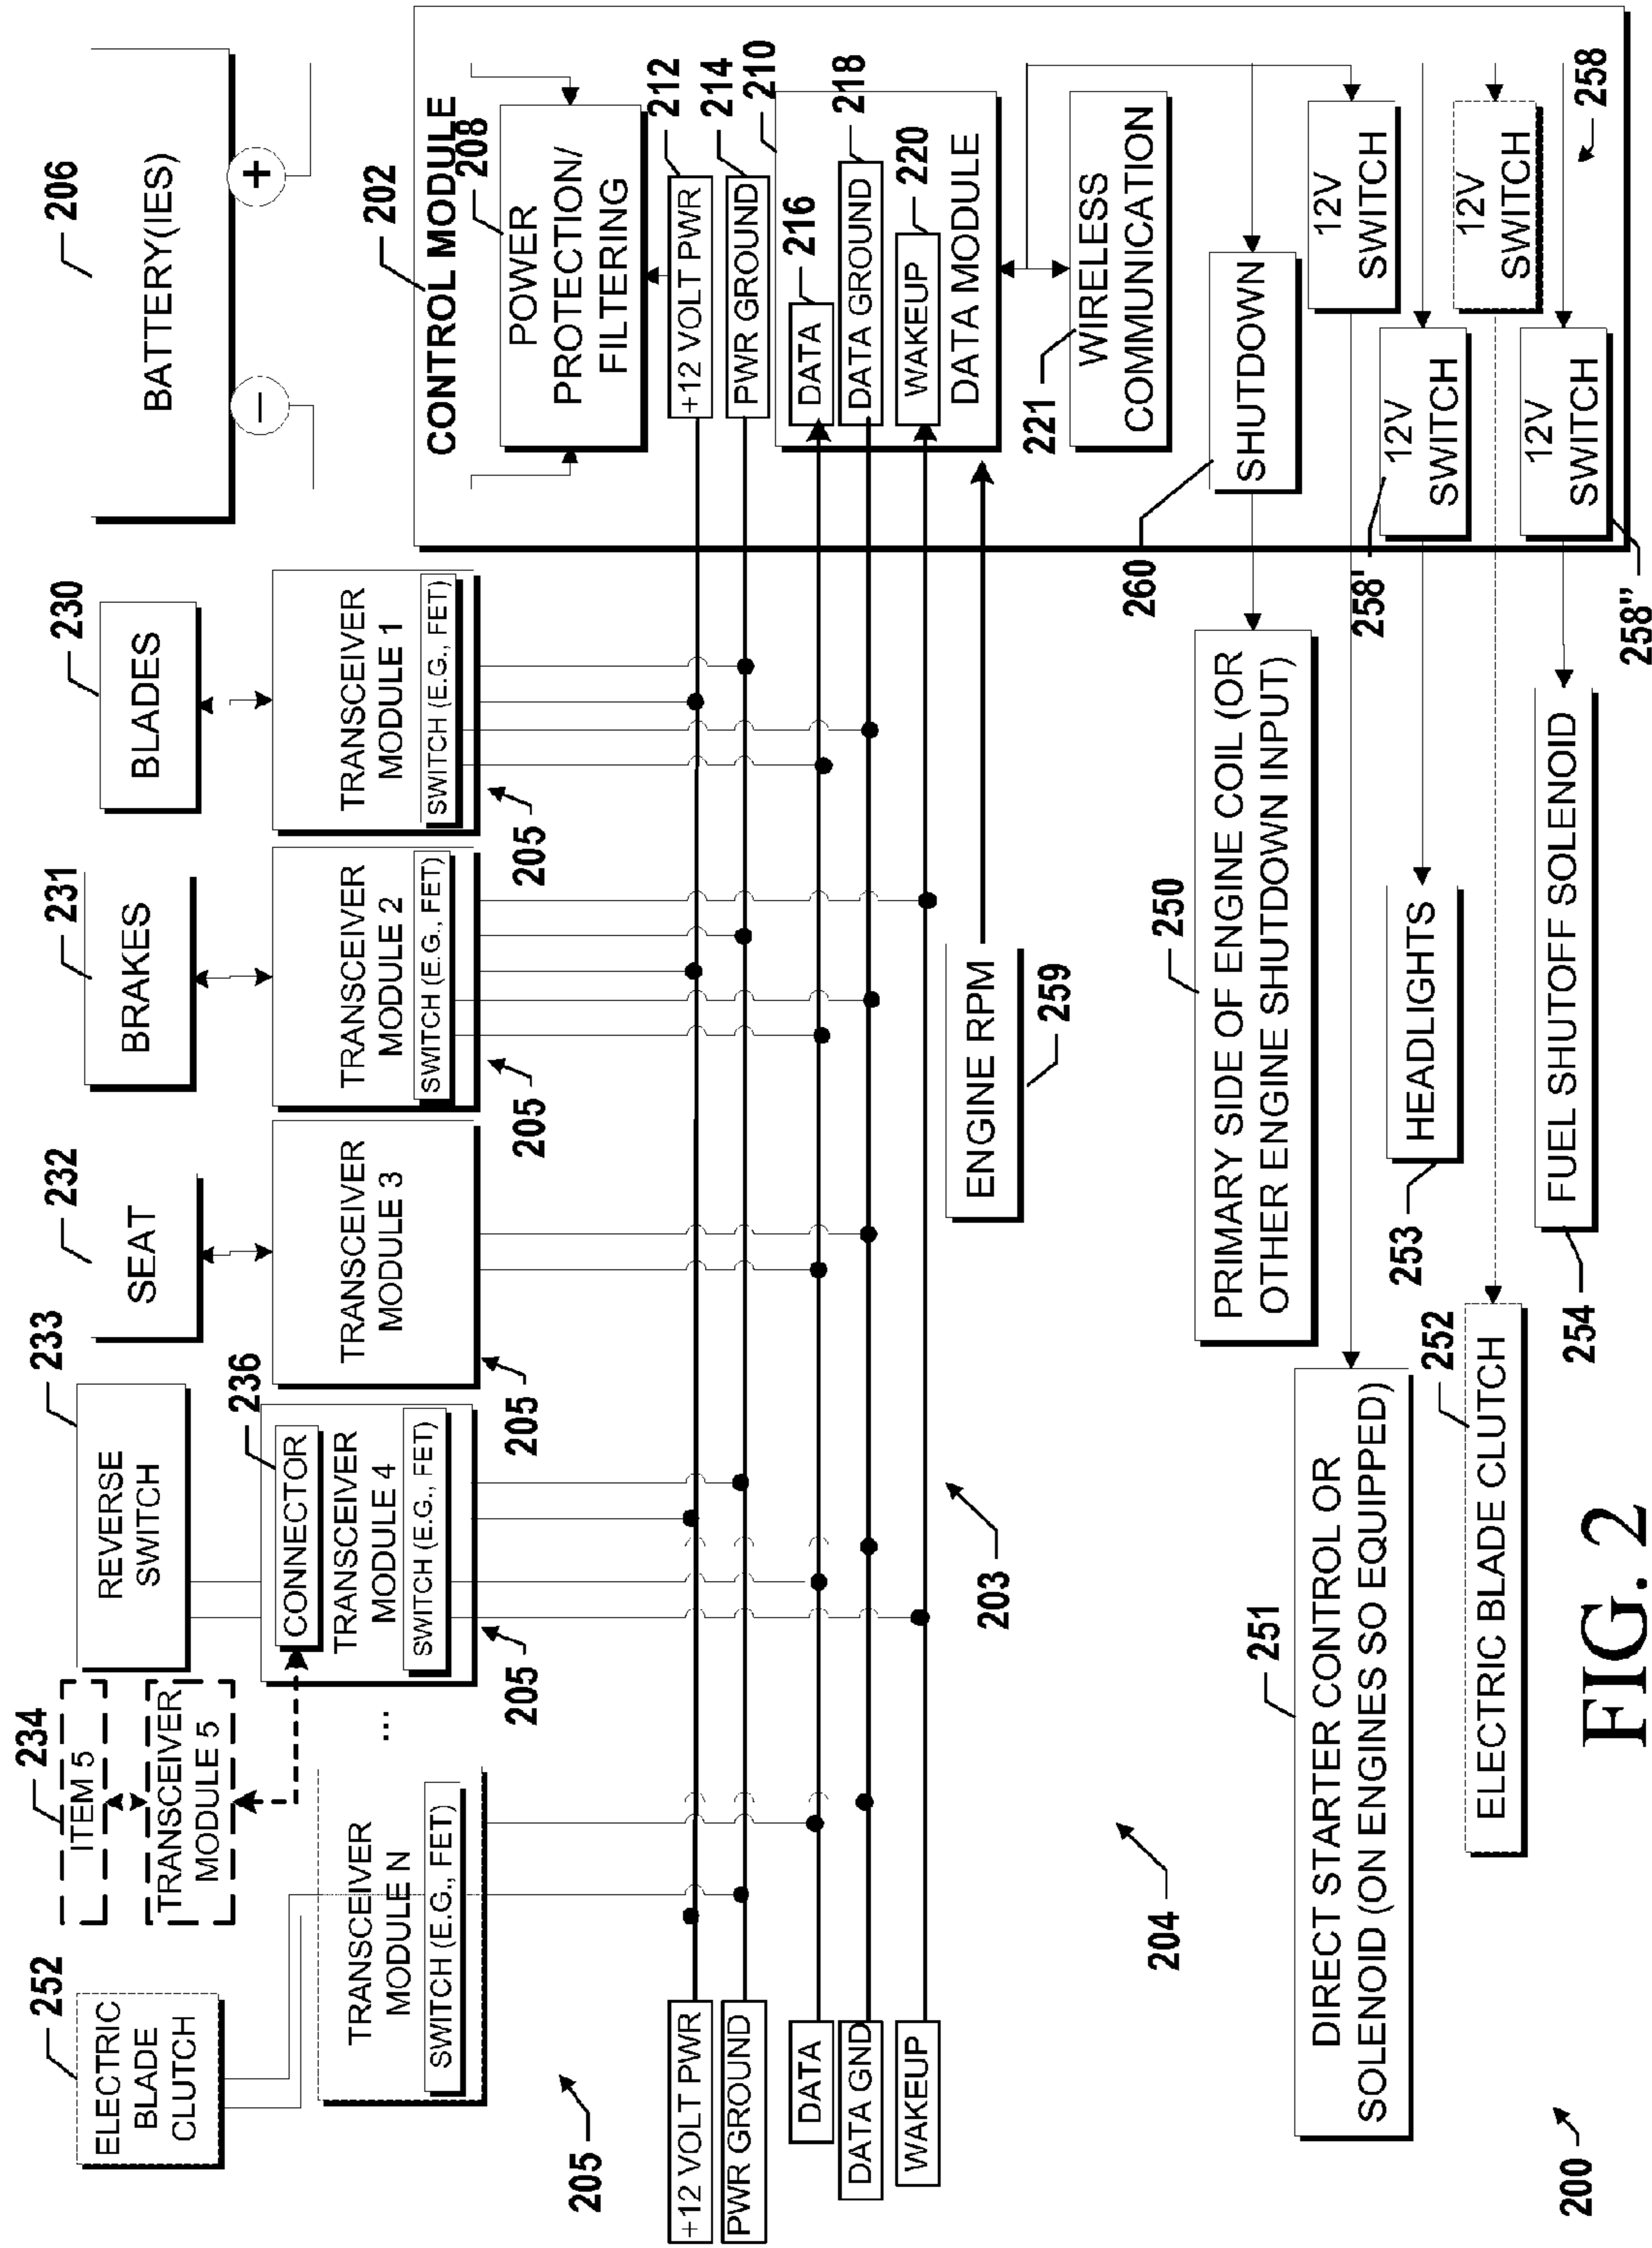 252
ELECTRIC
BLADE
CLUTCH
234
ITEM 5
TRANSCEIVER
MODULE 5
233
REVERSE
SWITCH
232
SEAT
231
BRAKES
230
BLADES
206
BATTERY(IES)
–
+
236
CONNECTOR
TRANSCEIVER
MODULE N
SWITCH (E.G., FET)
205
...
TRANSCEIVER
MODULE 4
SWITCH (E.G., FET)
205
TRANSCEIVER
MODULE 3
205
TRANSCEIVER
MODULE 2
SWITCH (E.G., FET)
205
TRANSCEIVER
MODULE 1
SWITCH (E.G., FET)
205
202
CONTROL MODULE
208
POWER
PROTECTION/
FILTERING
+12 VOLT PWR
PWR GROUND
DATA
DATA GND
WAKEUP
+12 VOLT PWR
212
PWR GROUND
214
210
DATA
216
DATA GROUND
218
WAKEUP
220
DATA MODULE
203
ENGINE RPM
259
221
WIRELESS
COMMUNICATION
204
250
PRIMARY SIDE OF ENGINE COIL (OR
OTHER ENGINE SHUTDOWN INPUT)
260
SHUTDOWN
251
DIRECT STARTER CONTROL OR
SOLENOID (ON ENGINES SO EQUIPPED)
12V
SWITCH
253
HEADLIGHTS
258'
12V
SWITCH
252
ELECTRIC BLADE CLUTCH
12V
SWITCH
258
254
FUEL SHUTOFF SOLENOID
12V
SWITCH
258"
200
FIG. 2